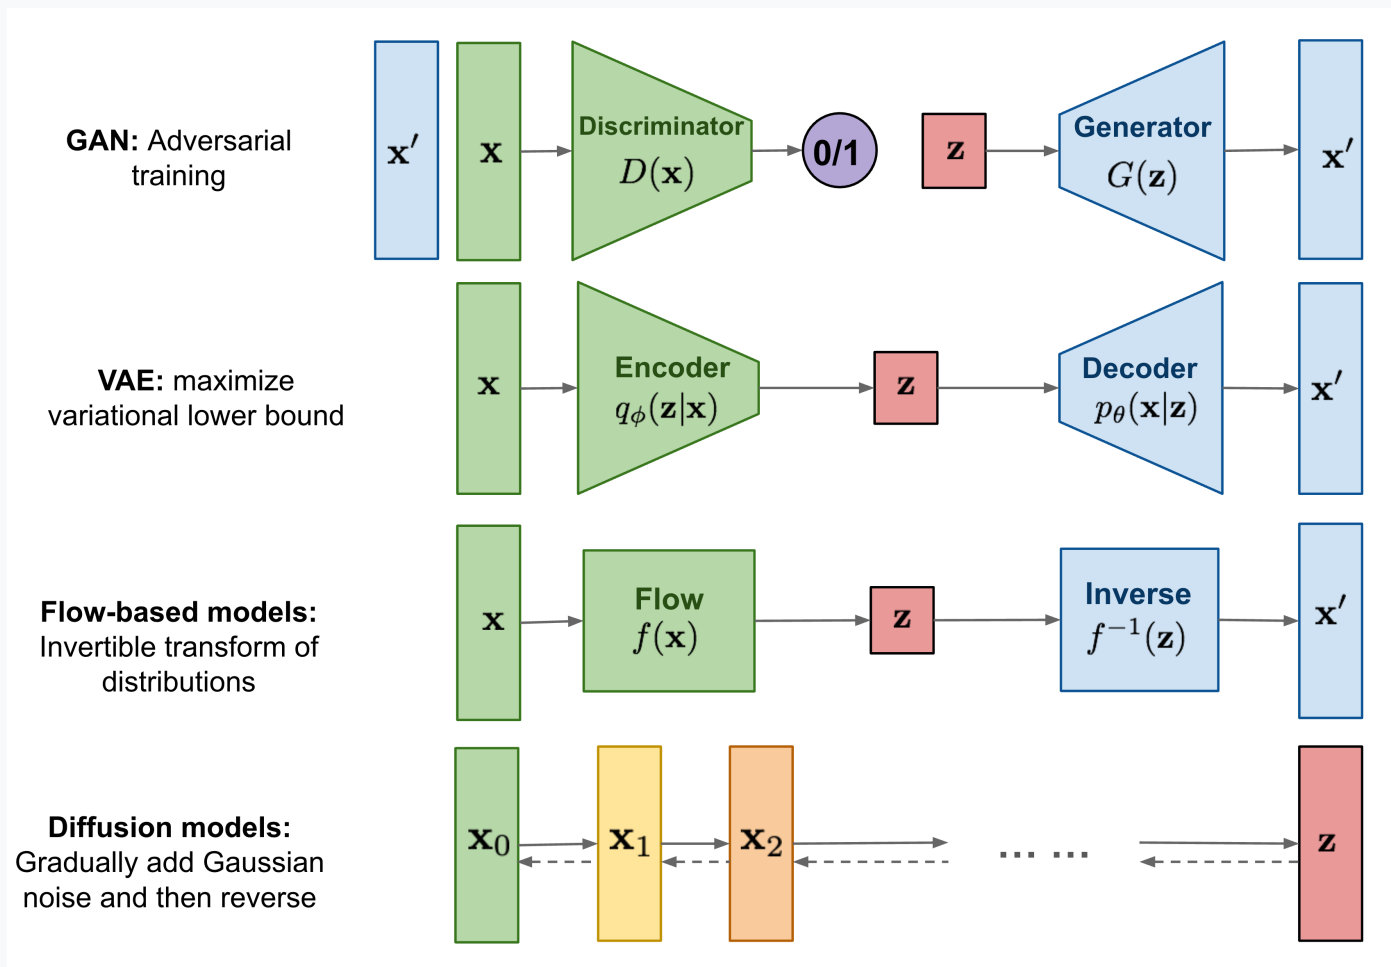 GAN: Adversarial
training
x′
x
Discriminator
D(x)
0/1
z
Generator
G(z)
x′
VAE: maximize
variational lower bound
x
Encoder
qϕ(z|x)
z
Decoder
pθ(x|z)
x′
Flow-based models:
Invertible transform of
distributions
x
Flow
f(x)
z
Inverse
f⁻¹(z)
x′
Diffusion models:
Gradually add Gaussian
noise and then reverse
x₀
x₁
x₂
... ...
z